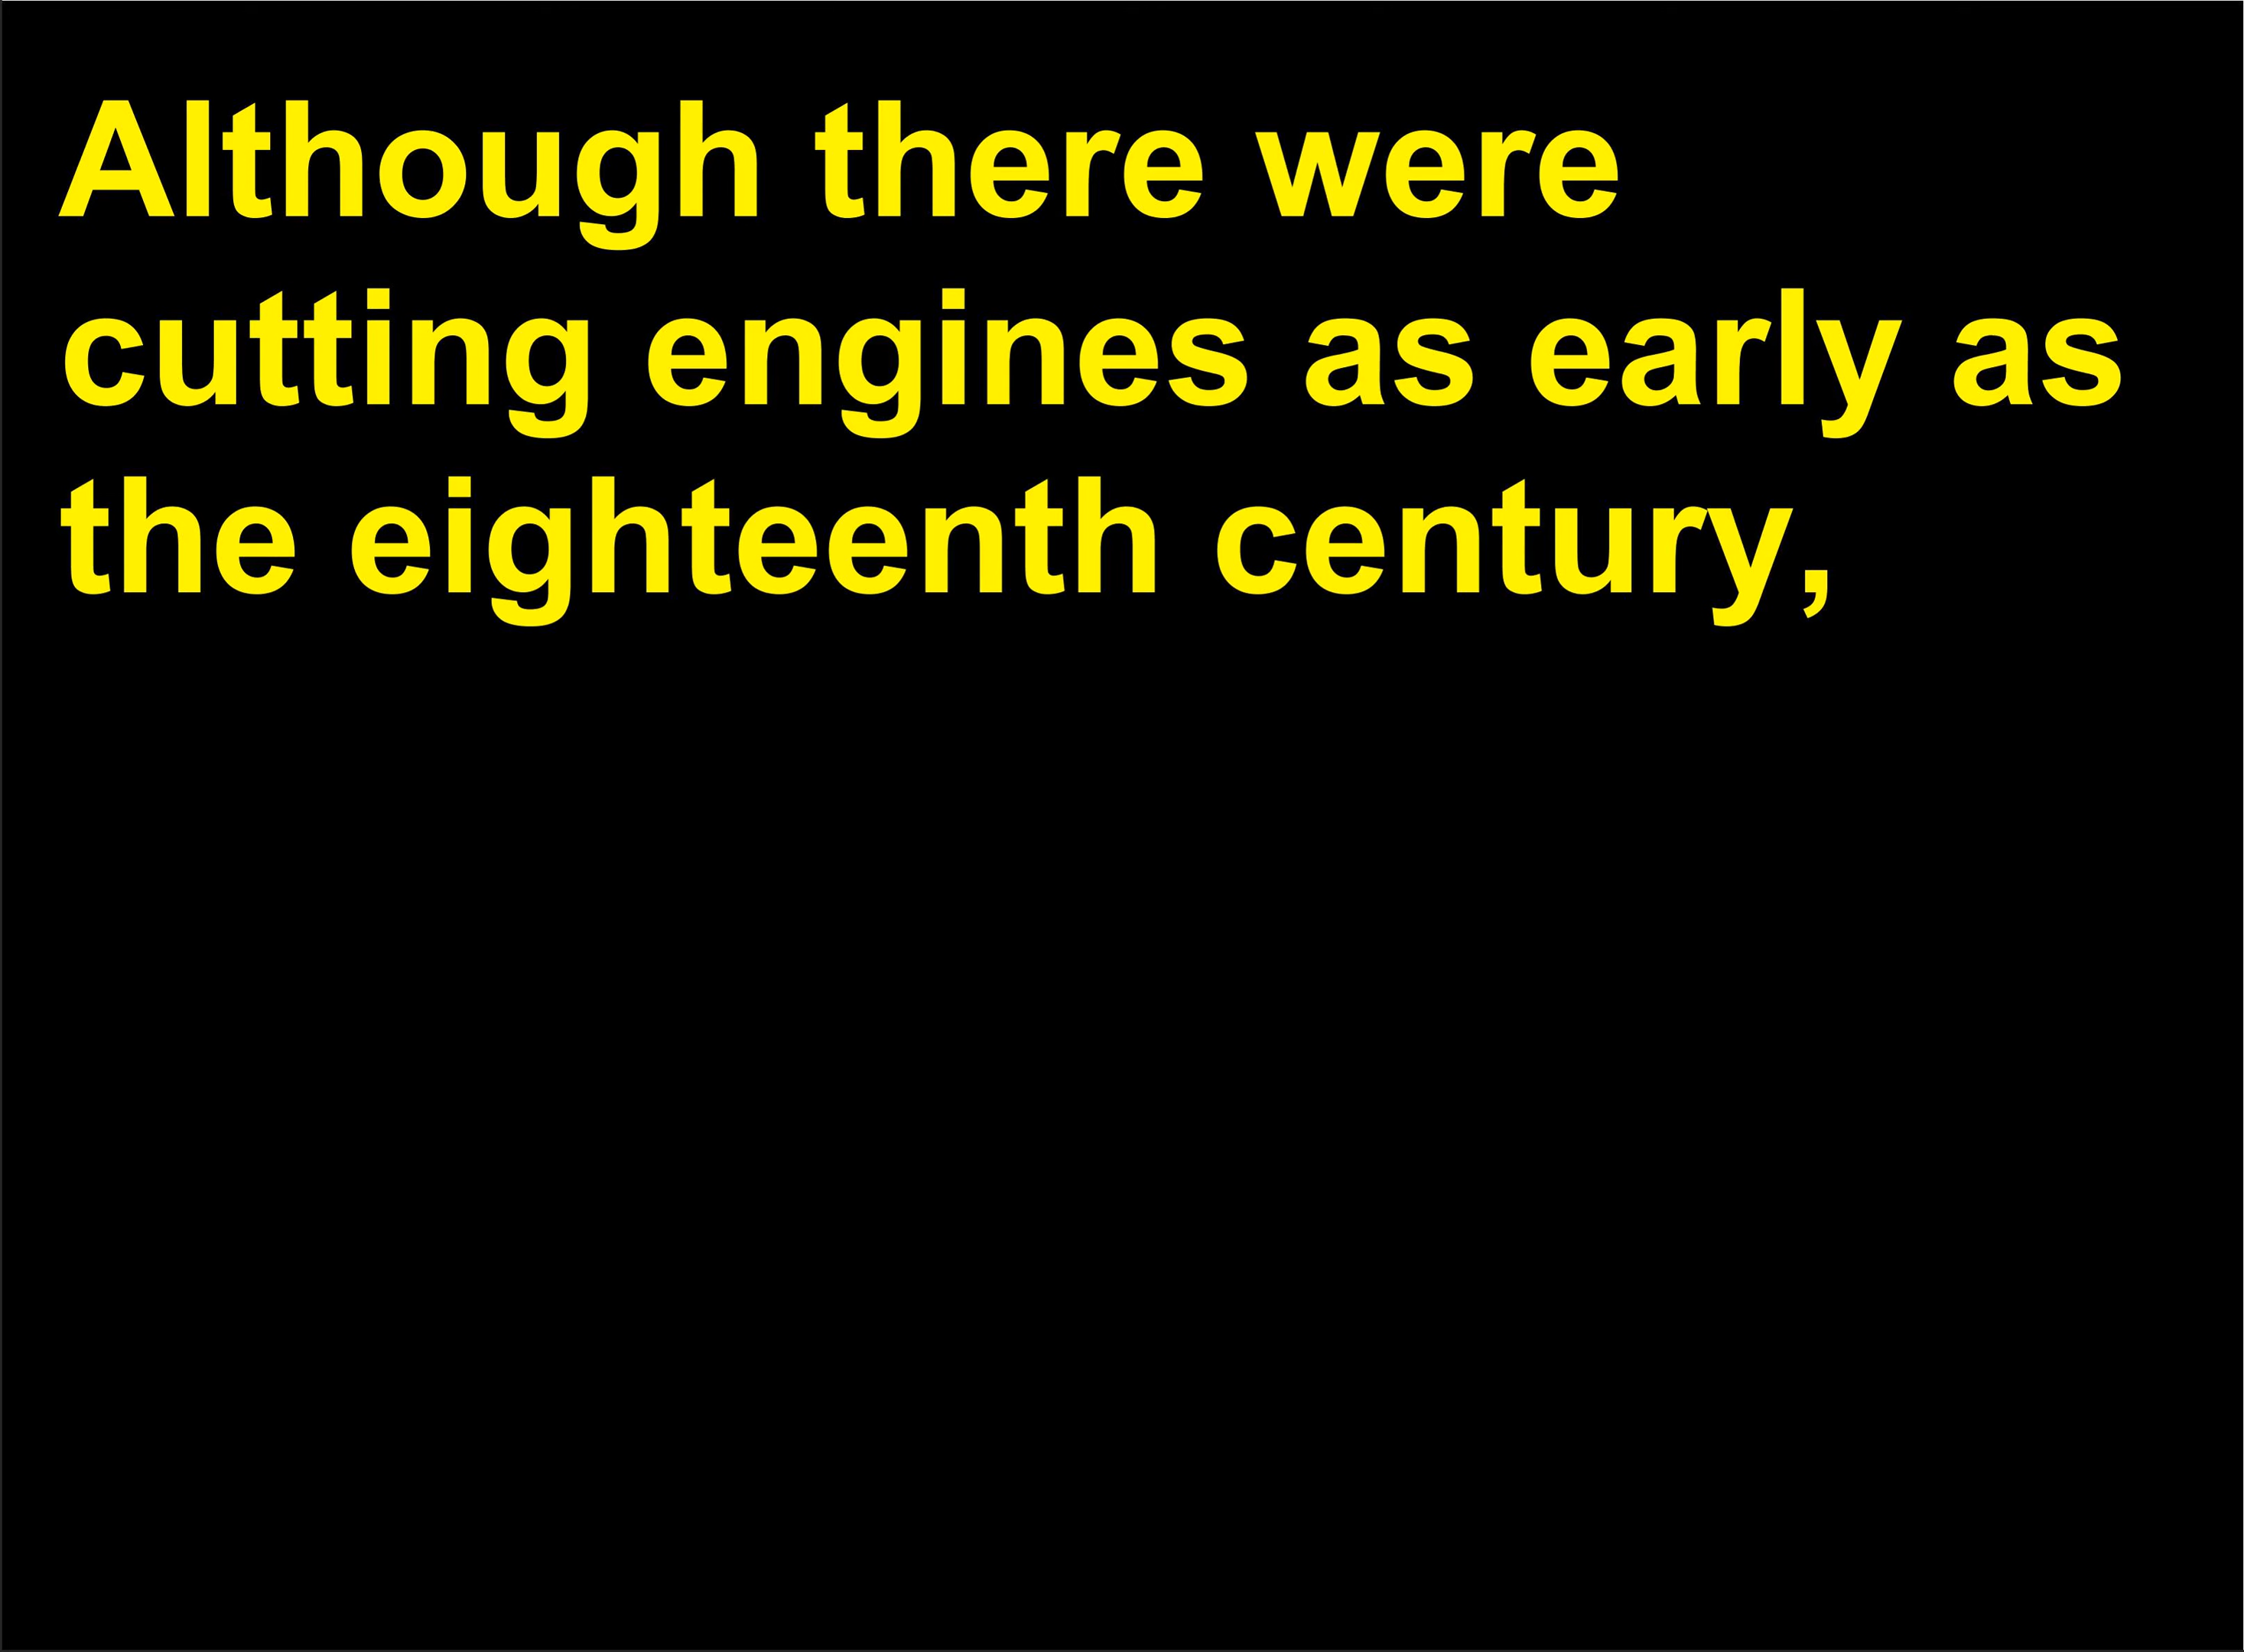 Although there were
cutting engines as early as
the eighteenth century,